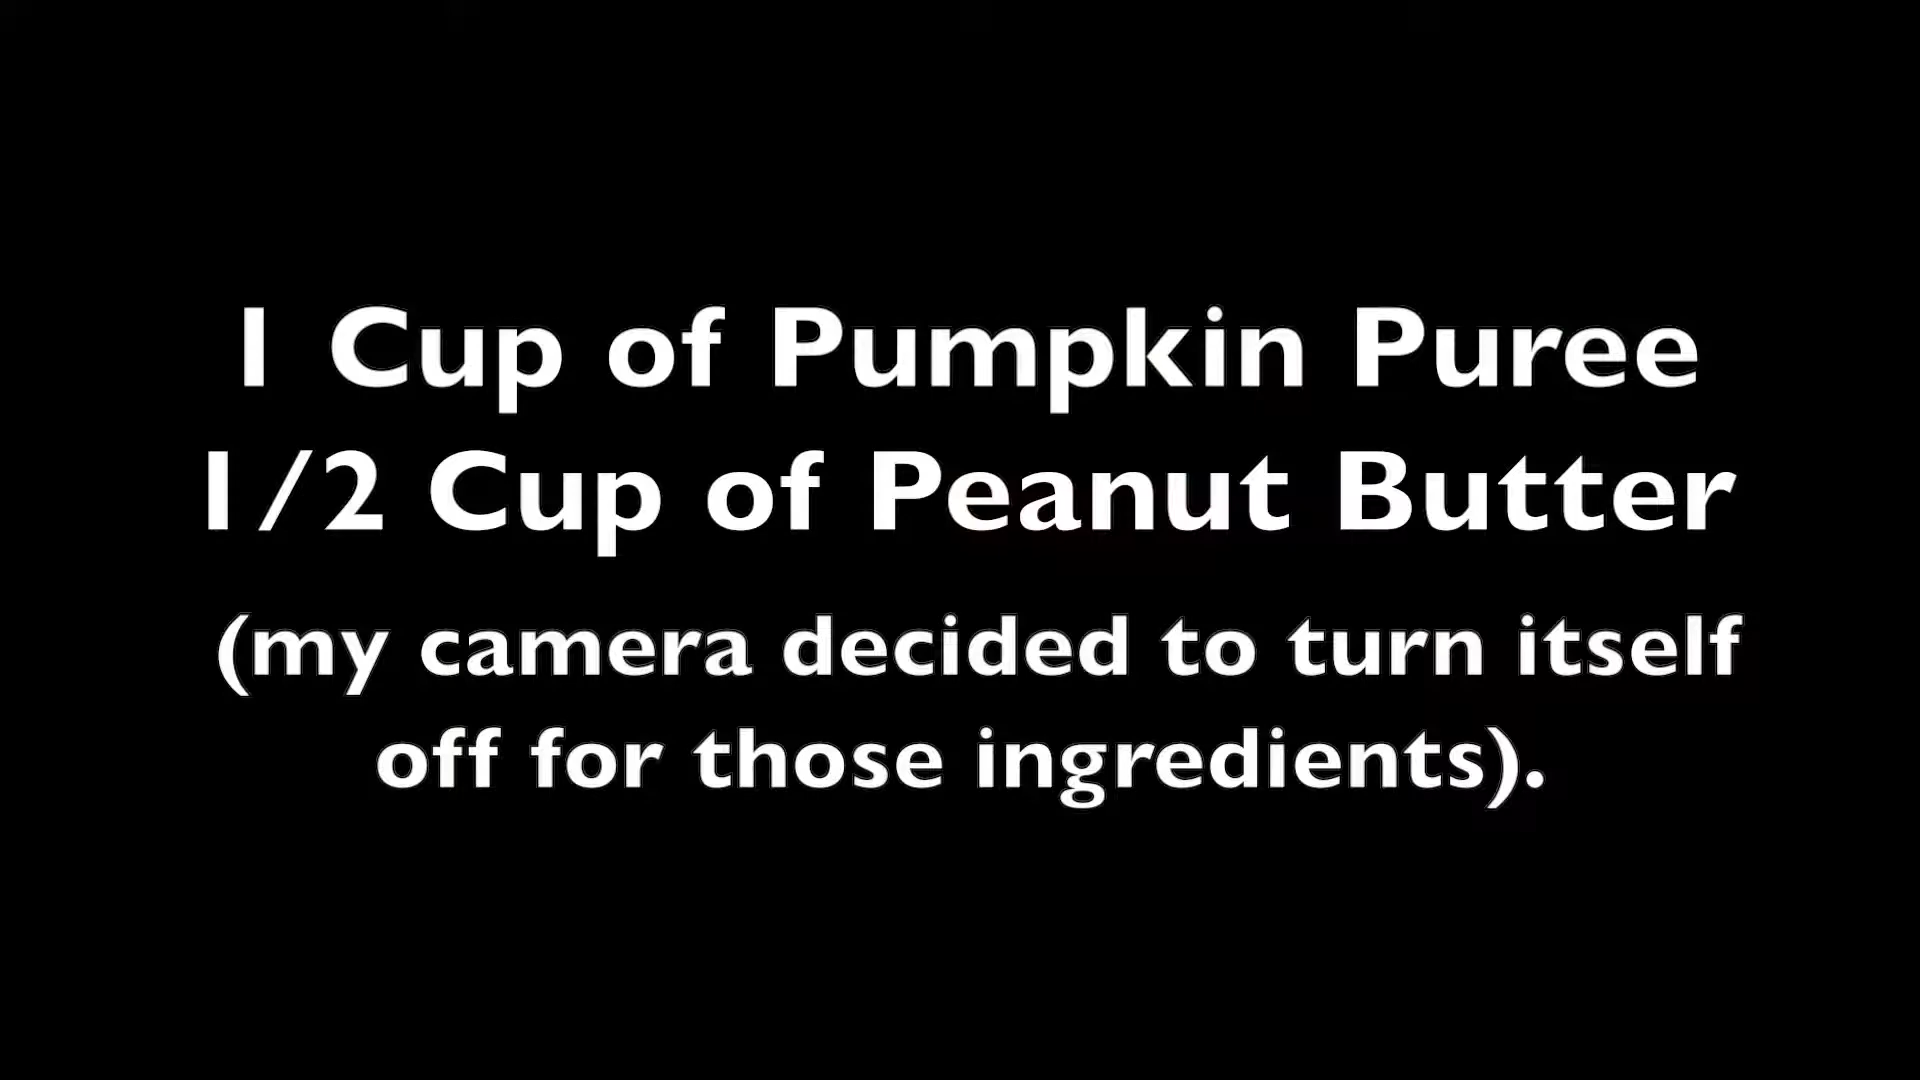 1 Cup of Pumpkin Puree
1/2 Cup of Peanut Butter
(my camera decided to turn itself
off for those ingredients).